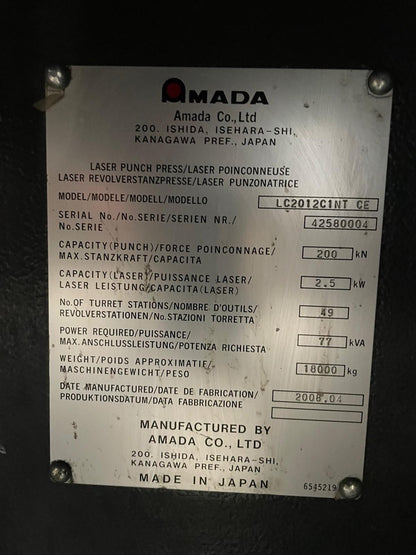 AMADA
Amada Co.,Ltd
200. ISHIDA, ISEHARA-SHI,
KANAGAWA PREF., JAPAN
LASER PUNCH PRESS/LASER POINCONNEUSE
LASER REVOLVERSTANZPRESSE/LASER PUNZONATRICE
MODEL/MODELE/MODELL/MODELLO LC2012C1NT CE
SERIAL No./No.SERIE/SERIEN NR./
No.SERIE 42580004
CAPACITY(PUNCH)/FORCE POINCONNAGE/
MAX.STANZKRAFT/CAPACITA 200 kN
CAPACITY(LASER)/PUISSANCE LASER/
LASER LEISTUNG/CAPACITA(LASER) 2.5 kW
No.OF TURRET STATIONS/NOMBRE D'OUTILS/
REVOLVERSTATIONEN/No.STAZIONI TORRETTA 49
POWER REQUIRED/PUISSANCE/
MAX.ANSCHLUSSLEISTUNG/POTENZA RICHIESTA 77 kVA
WEIGHT/POIDS APPROXIMATIF/
MASCHINENGEWICHT/PESO 18000 kg
DATE MANUFACTURED/DATE DE FABRICATION/
PRODUKTIONSDATUM/DATA FABBRICAZIONE 2008.04
MANUFACTURED BY
AMADA CO., LTD
200. ISHIDA, ISEHARA-SHI,
KANAGAWA PREF., JAPAN
MADE IN JAPAN
6545219